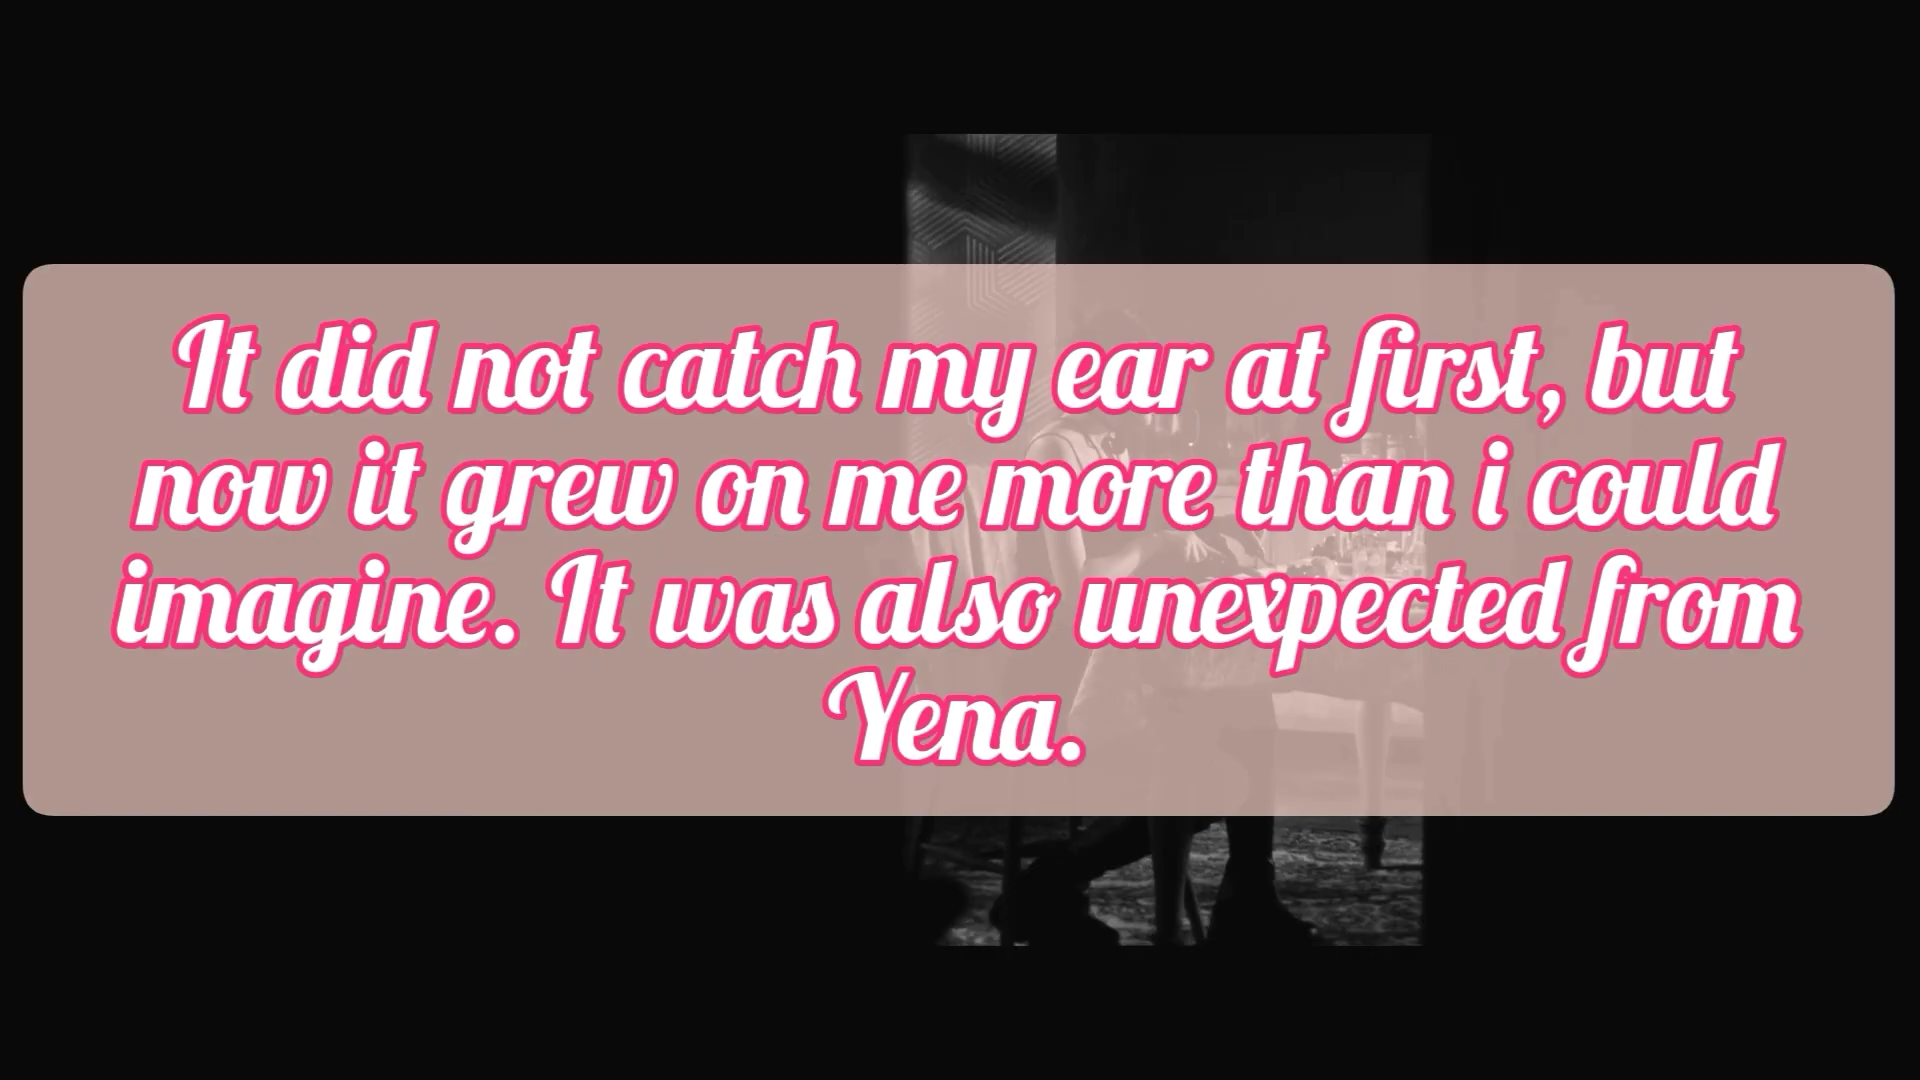 It did not catch my ear at first, but
now it grew on me more than i could
imagine. It was also unexpected from
Yena.